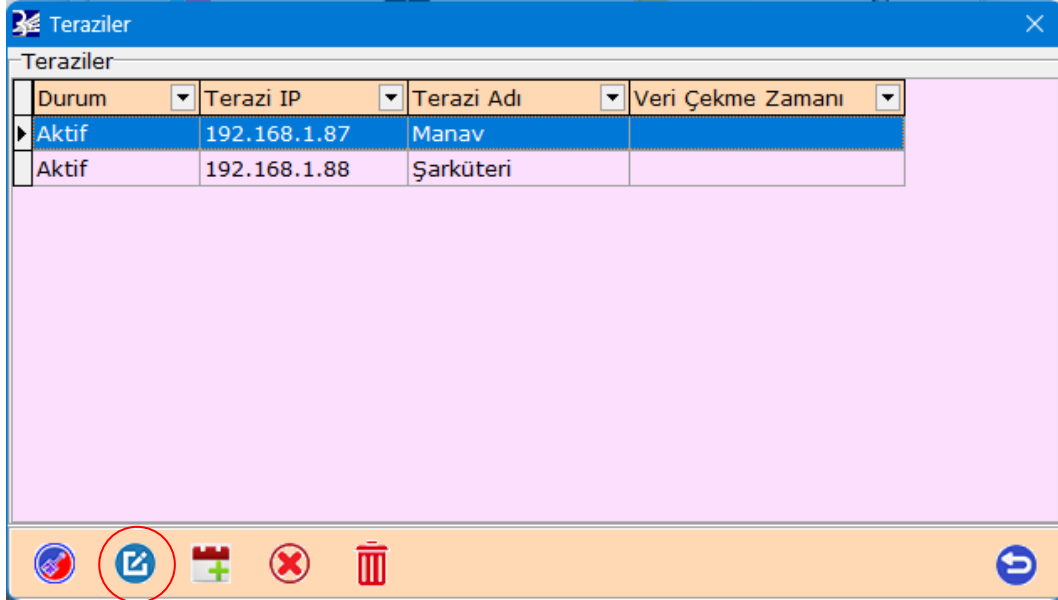 Teraziler
Teraziler
Durum Terazi IP Terazi Adı Veri Çekme Zamanı
Aktif 192.168.1.87 Manav
Aktif 192.168.1.88 Şarküteri